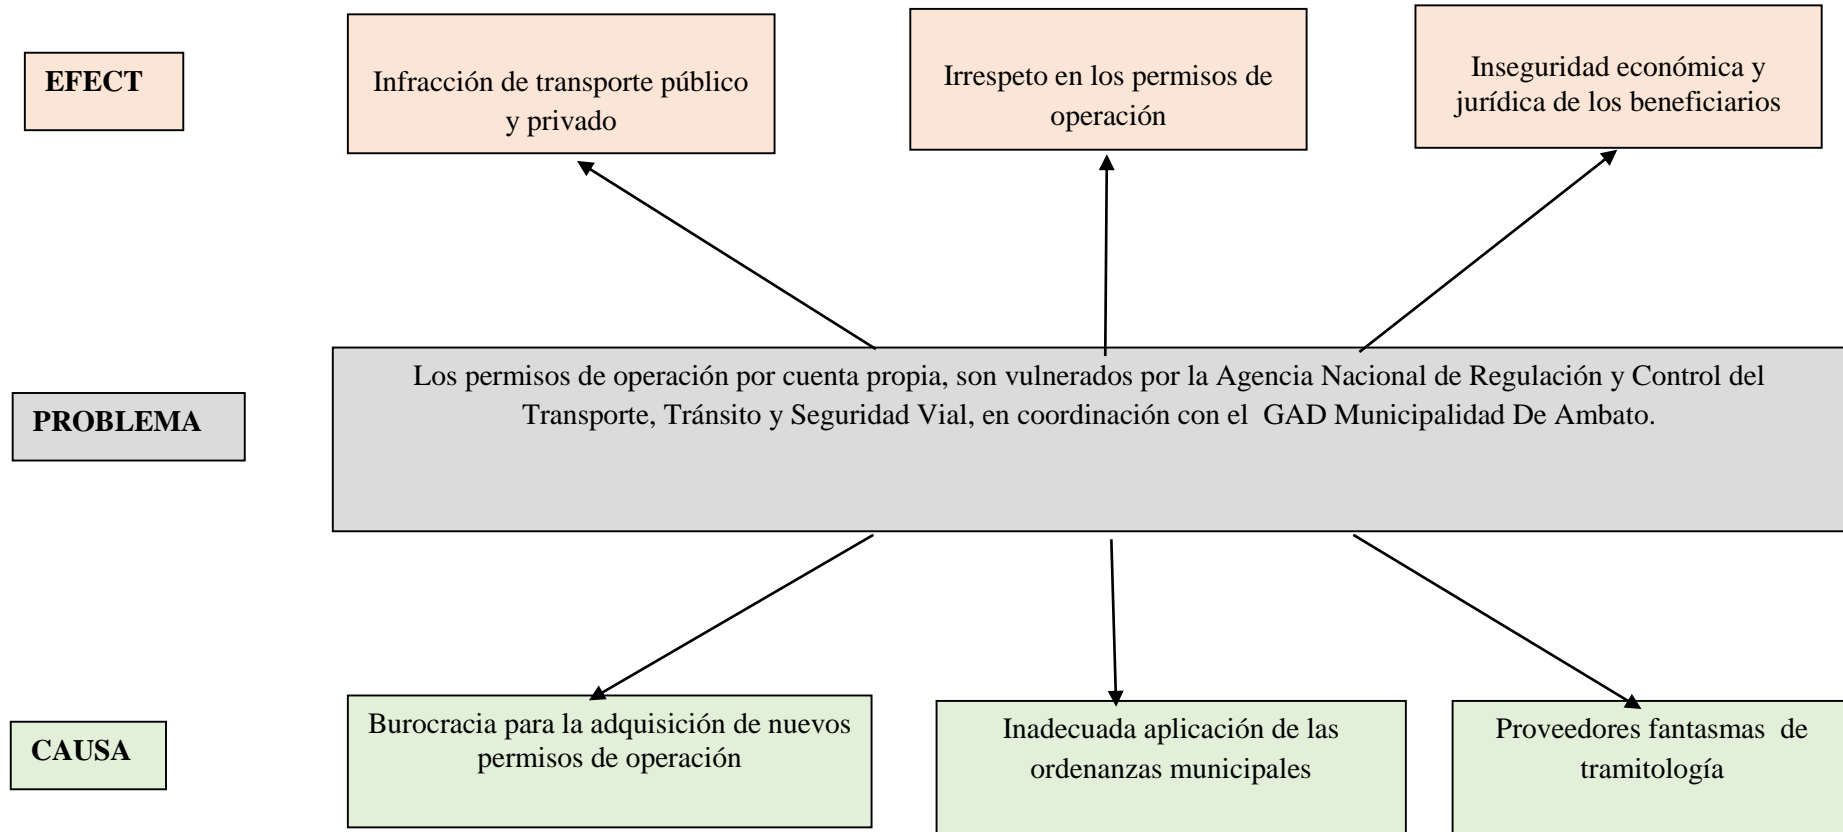 EFECT
Infracción de transporte público
y privado
Irrespeto en los permisos de
operación
Inseguridad económica y
jurídica de los beneficiarios
PROBLEMA
Los permisos de operación por cuenta propia, son vulnerados por la Agencia Nacional de Regulación y Control del
Transporte, Tránsito y Seguridad Vial, en coordinación con el  GAD Municipalidad De Ambato.
CAUSA
Burocracia para la adquisición de nuevos
permisos de operación
Inadecuada aplicación de las
ordenanzas municipales
Proveedores fantasmas  de
tramitología